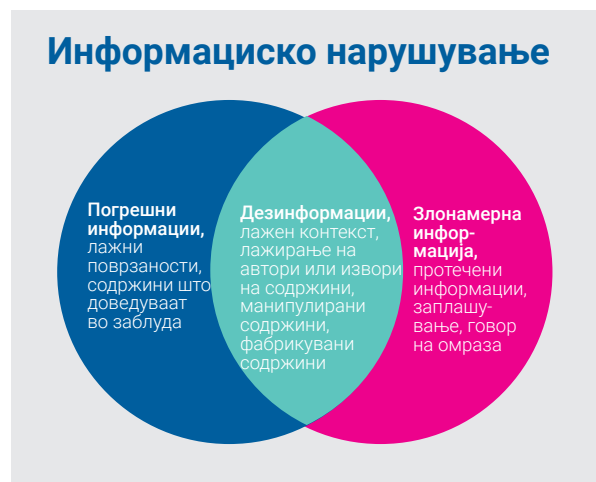 Информациско нарушување
Погрешни
информации,
лажни
поврзаности,
содржини што
доведуваат
во заблуда
Дезинформации,
лажен контекст,
лажирање на
автори или извори
на содржини,
манипулирани
содржини,
фабрикувани
содржини
Злонамерна
инфор-
мација,
протечени
информации,
заплашу-
вање, говор
на омраза